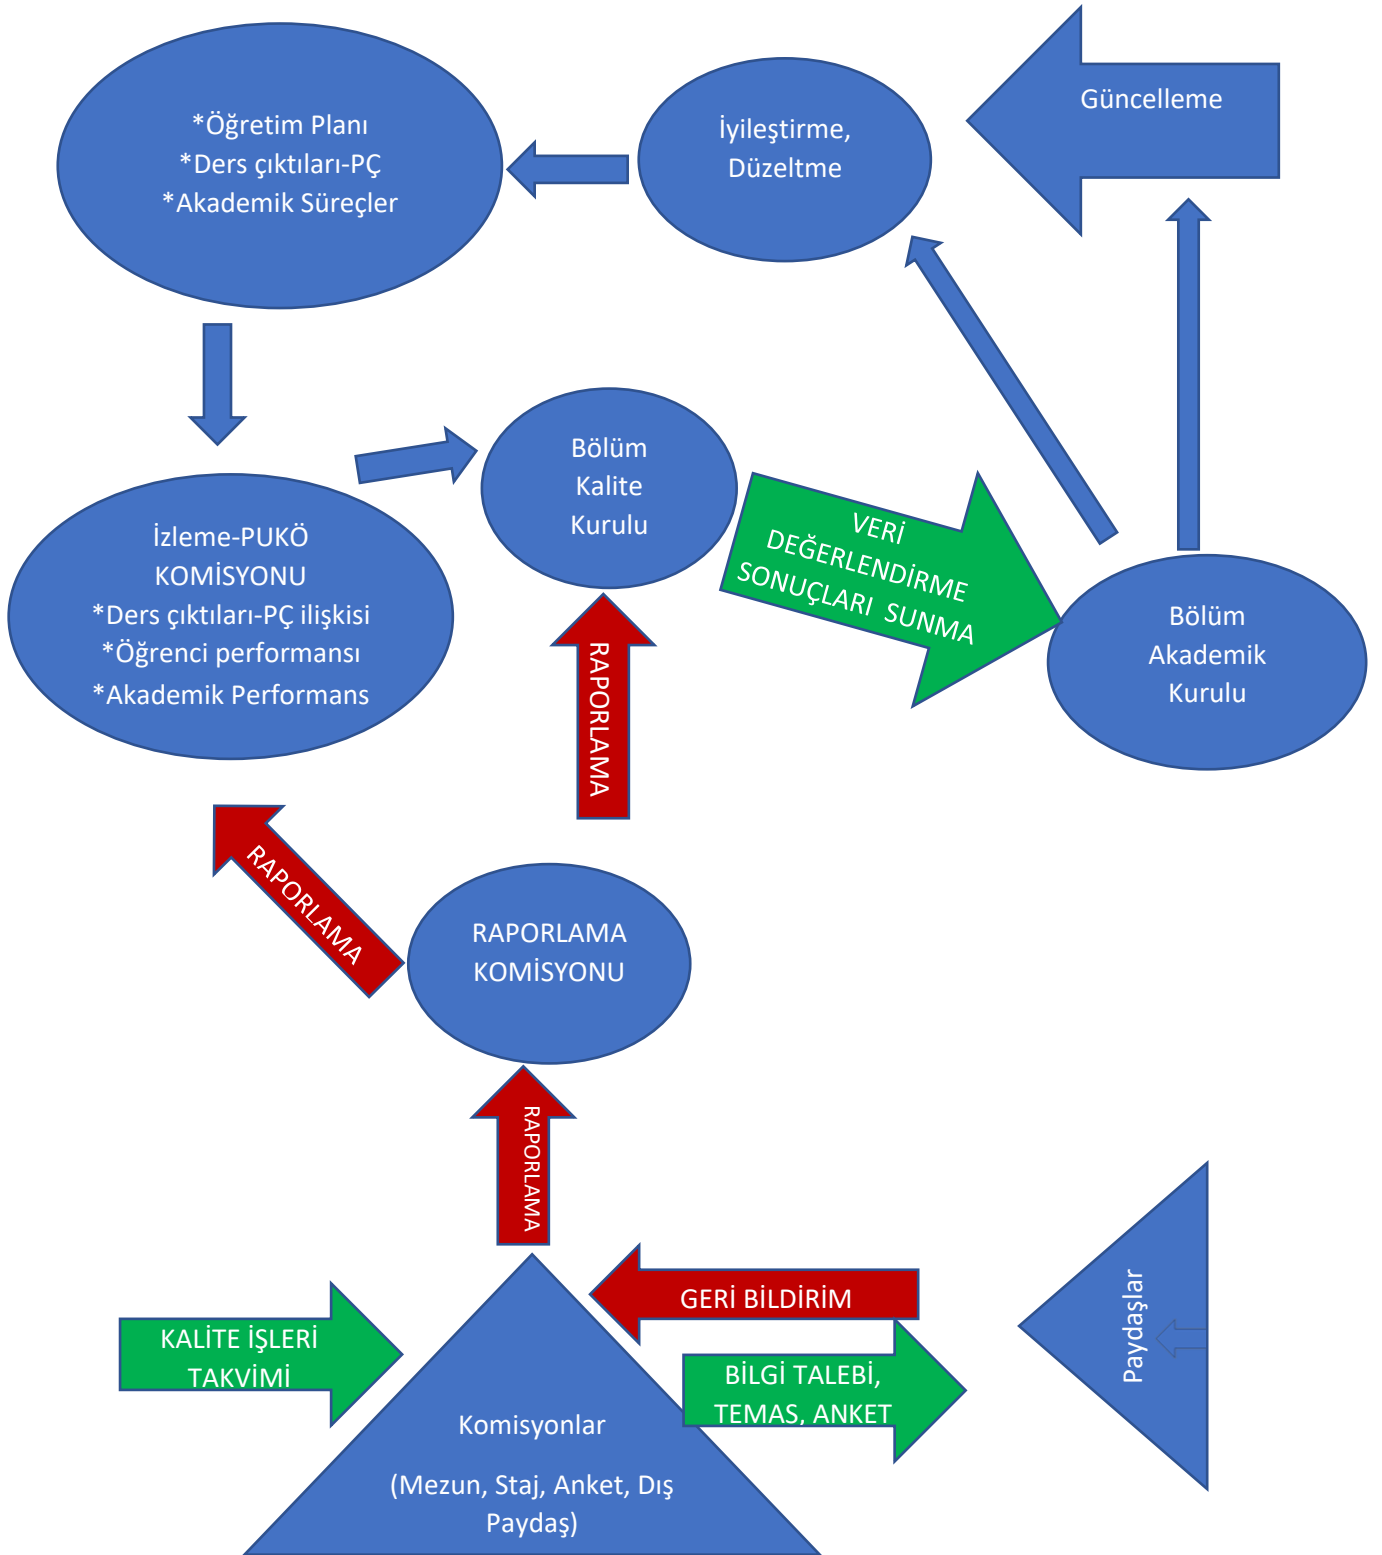 *Öğretim Planı
*Ders çıktıları-PÇ
*Akademik Süreçler
İyileştirme,
Düzeltme
Güncelleme
İzleme-PUKÖ
KOMİSYONU
*Ders çıktıları-PÇ ilişkisi
*Öğrenci performansı
*Akademik Performans
Bölüm
Kalite
Kurulu
VERİ
DEĞERLENDİRME
SONUÇLARI SUNMA
Bölüm
Akademik
Kurulu
RAPORLAMA
RAPORLAMA
RAPORLAMA
KOMİSYONU
RAPORLAMA
KALİTE İŞLERİ
TAKVİMİ
GERİ BİLDİRİM
BİLGİ TALEBİ,
TEMAS, ANKET
Paydaşlar
Komisyonlar
(Mezun, Staj, Anket, Dış
Paydaş)